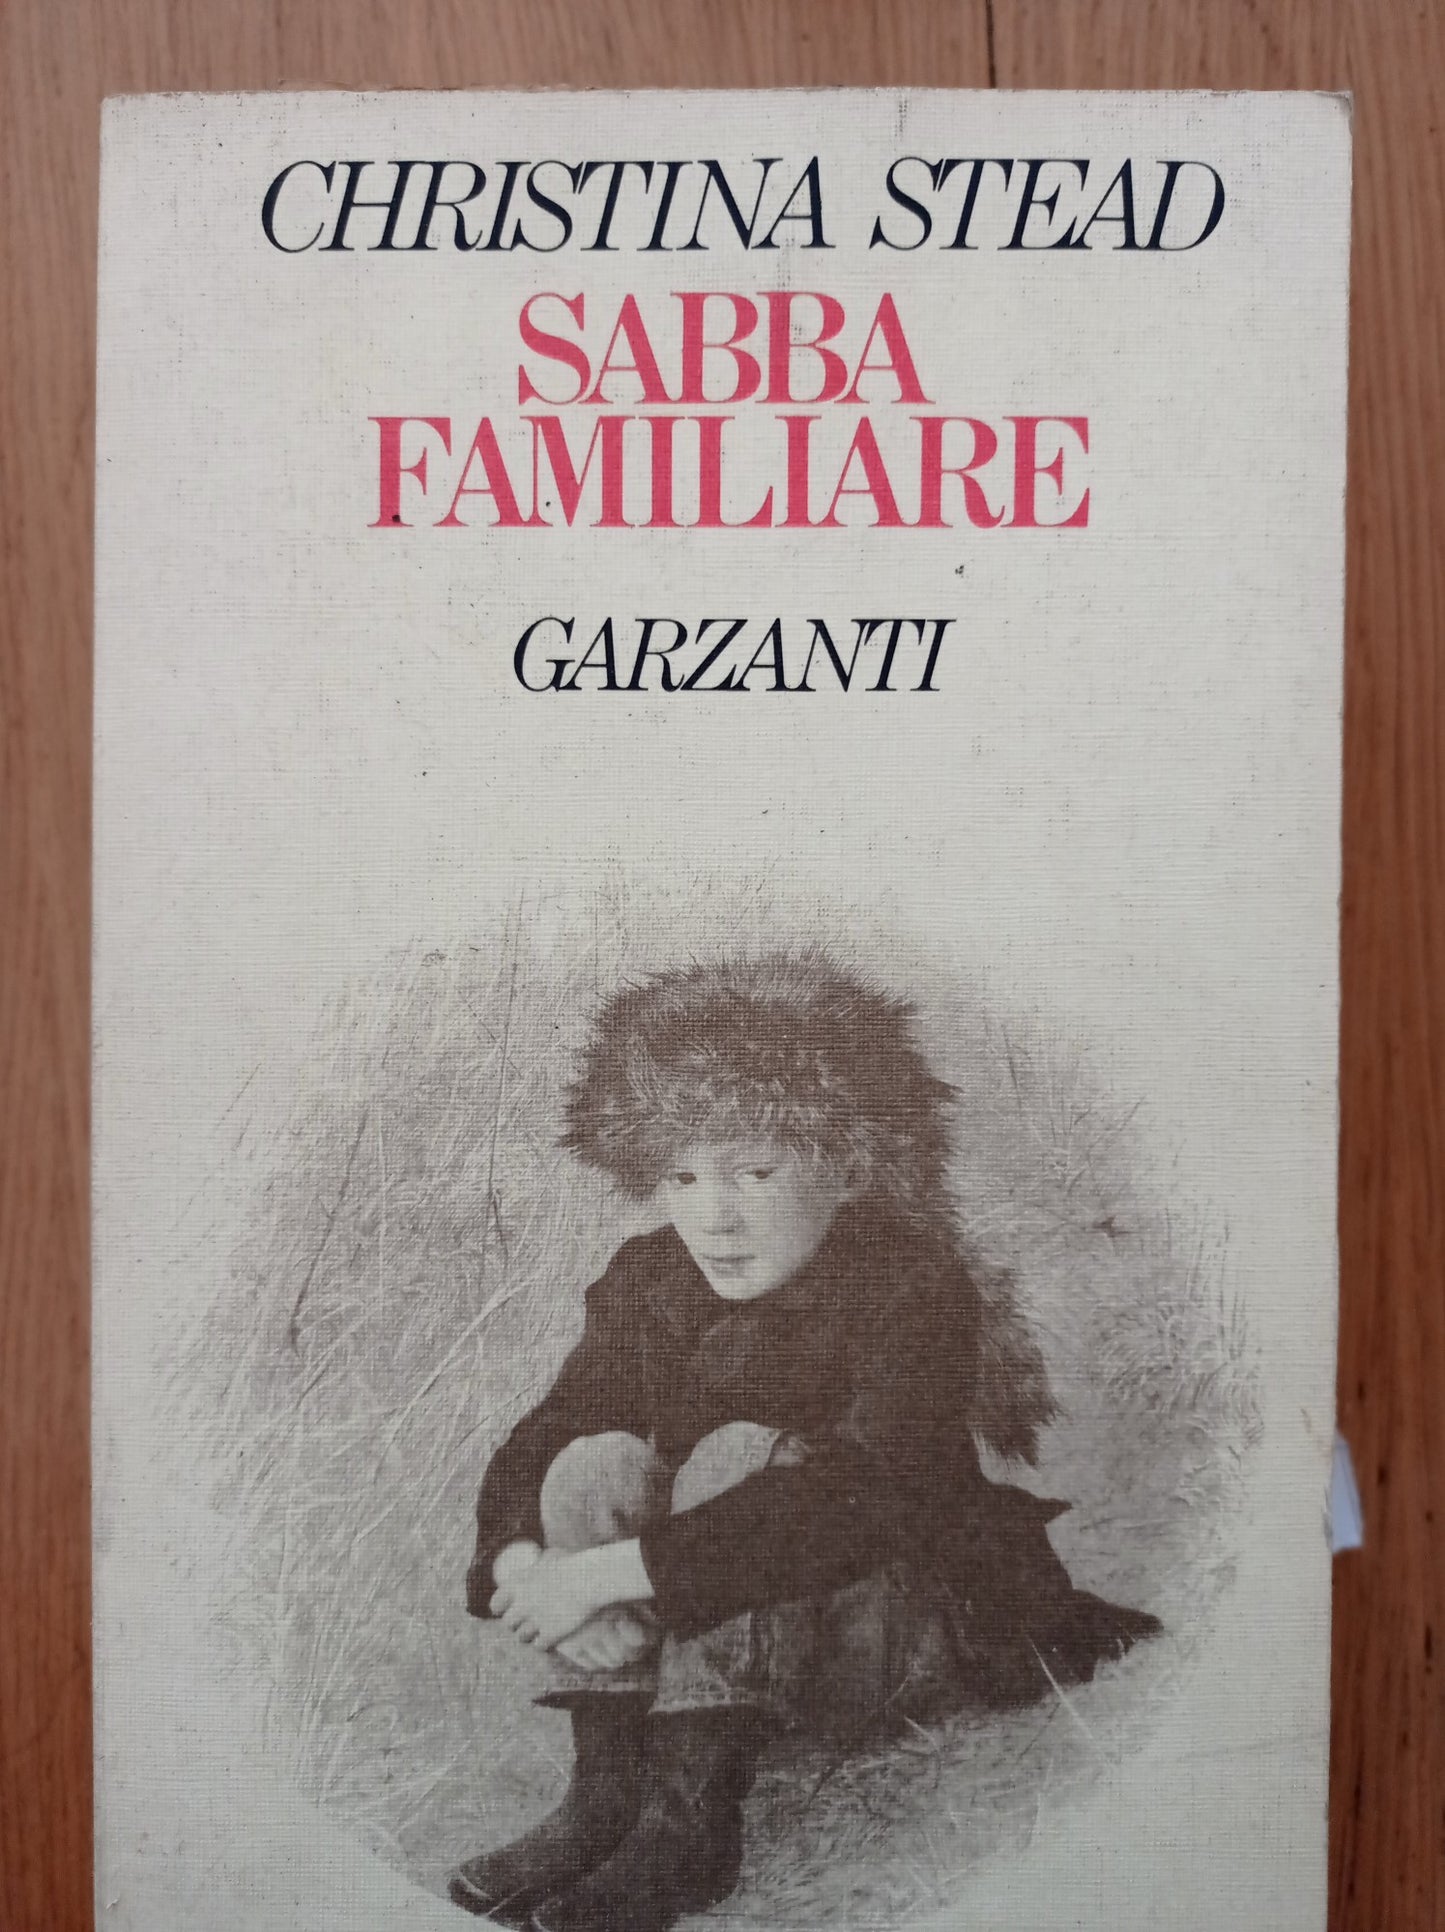 CHRISTINA STEAD
SABBA
FAMILIARE
GARZANTI